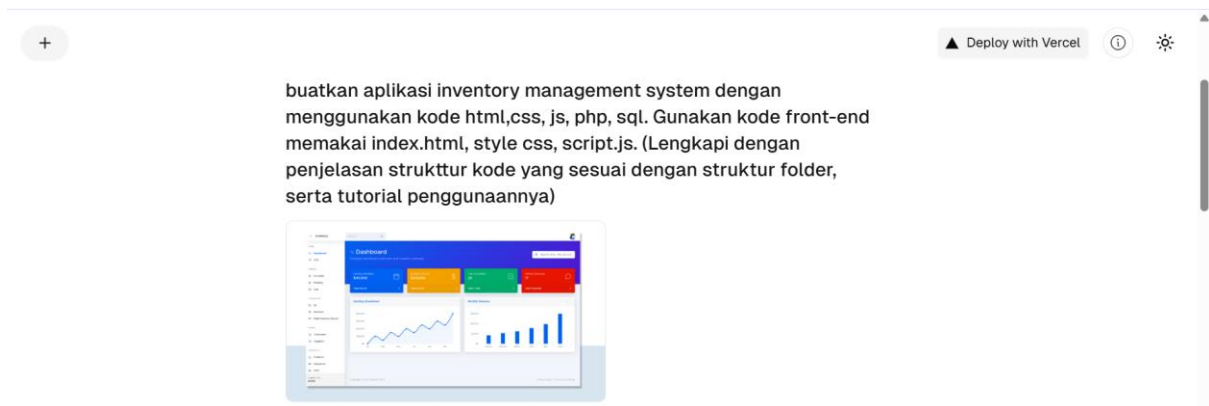 +
Deploy with Vercel
buatkan aplikasi inventory management system dengan
menggunakan kode html,css, js, php, sql. Gunakan kode front-end
memakai index.html, style css, script.js. (Lengkapi dengan
penjelasan strukttur kode yang sesuai dengan struktur folder,
serta tutorial penggunaannya)
Dashboard